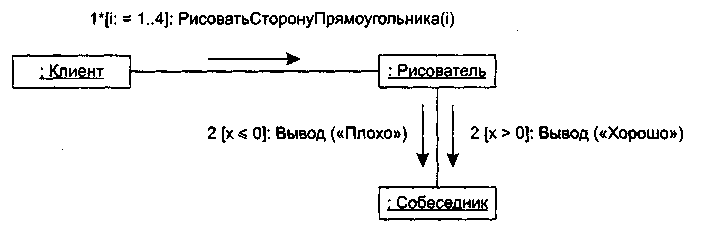 1*[i: = 1..4]: РисоватьСторонуПрямоугольника(i)
: Клиент
: Рисователь
2 [x ≤ 0]: Вывод («Плохо»)
2 [x > 0]: Вывод («Хорошо»)
: Собеседник